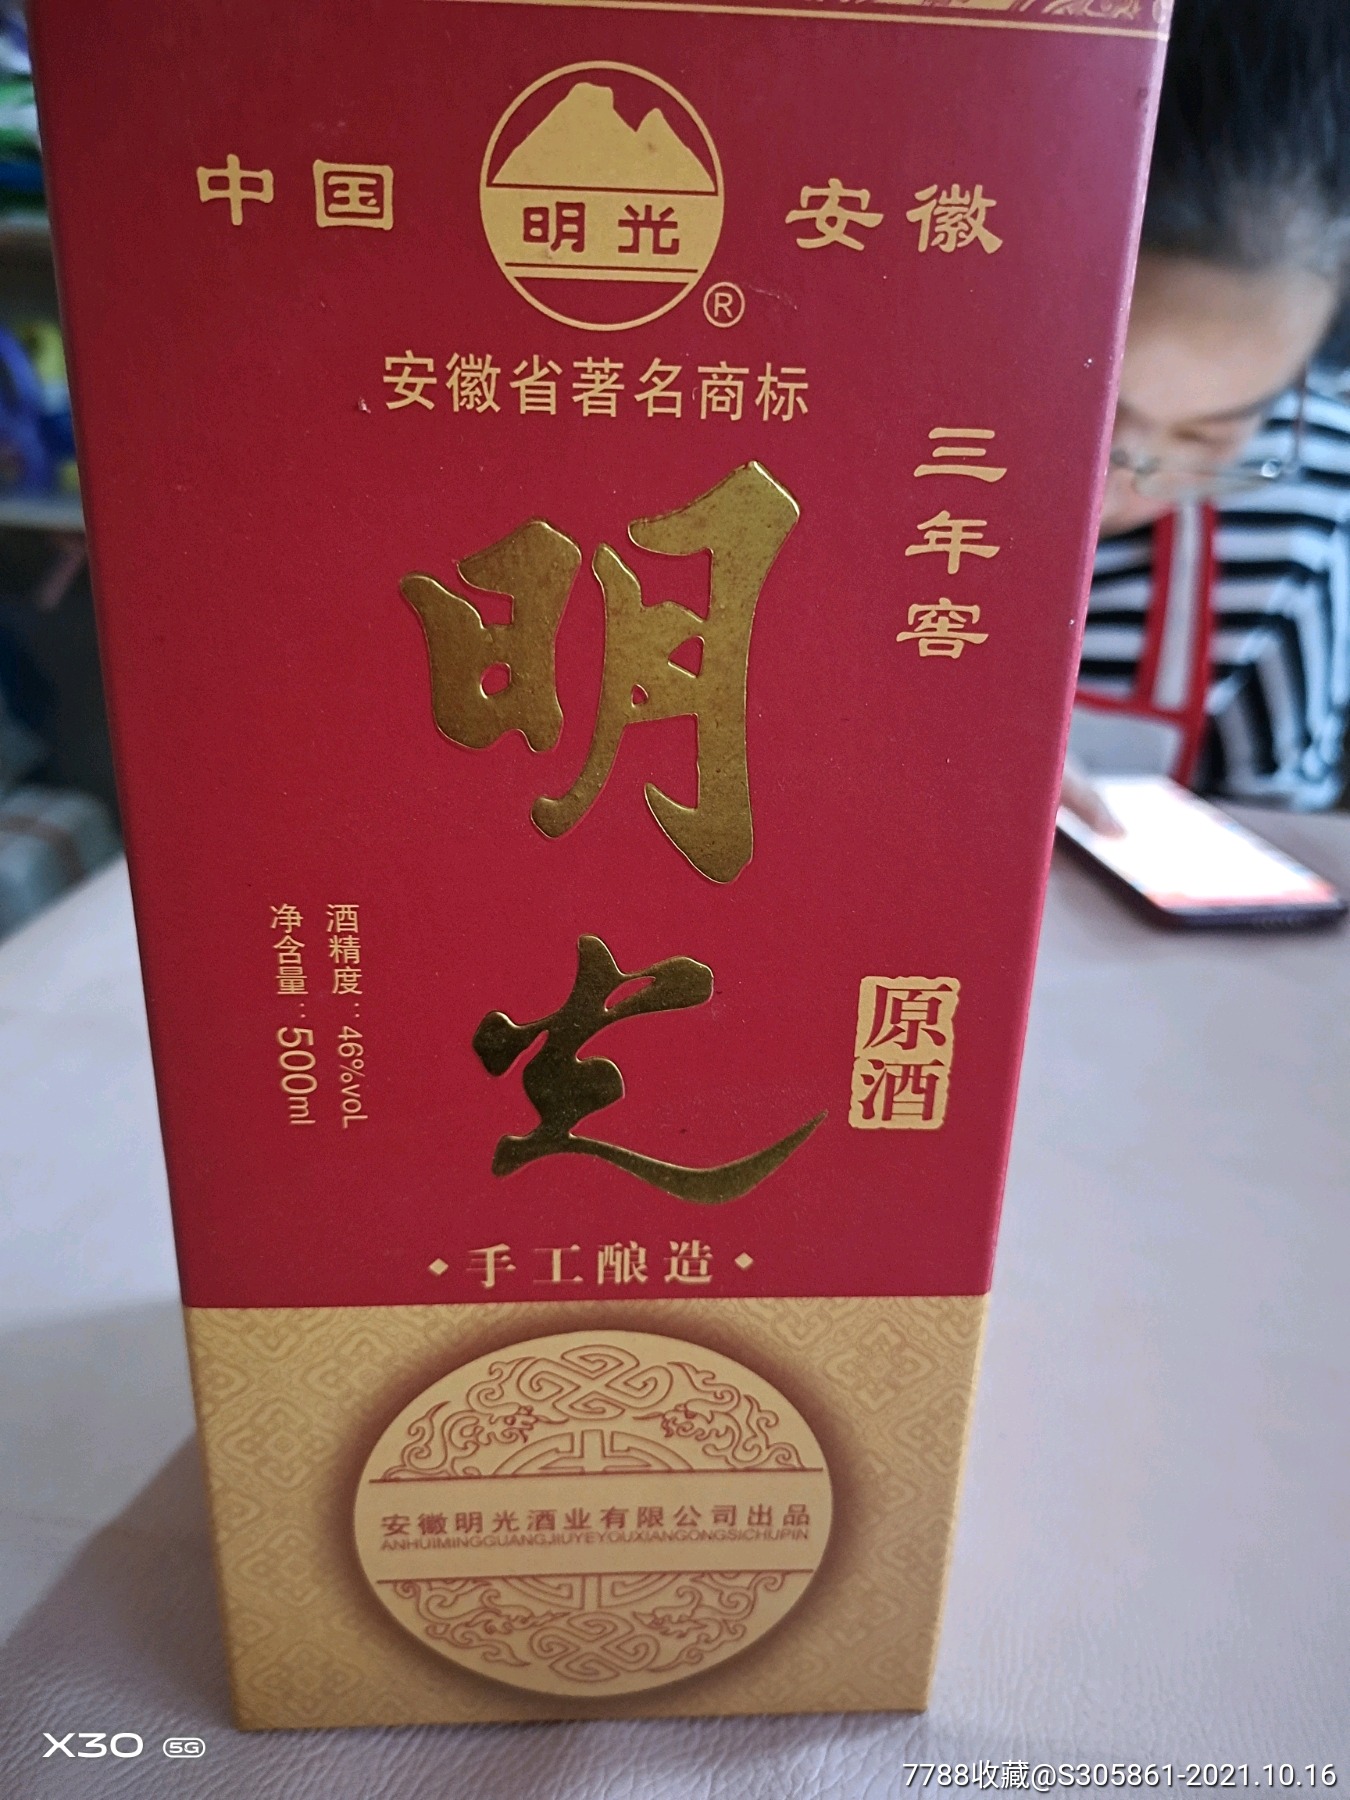 中国
明光
®
安徽
安徽省著名商标
三年窖
明光
酒精度：46%voL
净含量：500ml
原酒
·手工酿造·
安徽明光酒业有限公司出品
ANHUIMINGGUANGJIUYEYOUXIANGONGSICHUPIN
X30 5G
7788收藏@S305861-2021.10.16